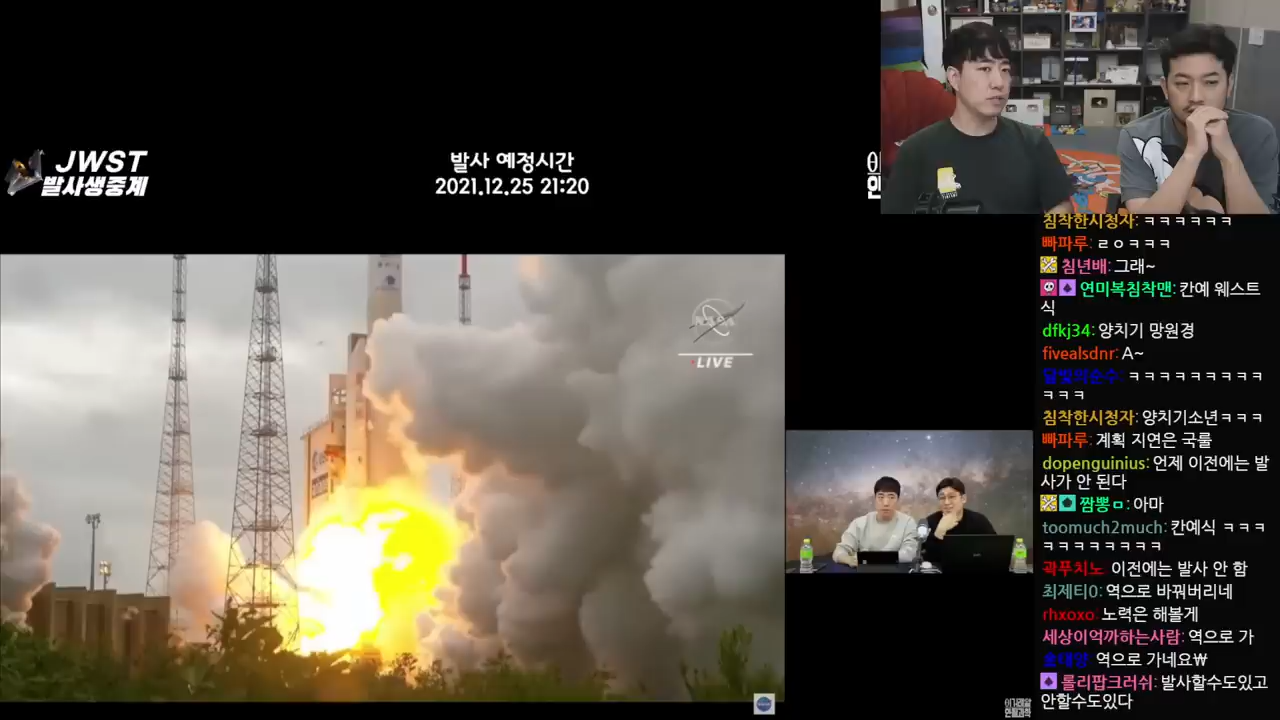 JWST
발사생중계
발사 예정시간
2021.12.25 21:20
NASA
LIVE
침착한시청자: ㅋㅋㅋㅋㅋㅋ
빠파루: ㄹㅇㅋㅋㅋ
침년배: 그래~
연미복침착맨: 칸예 웨스트
식
dfkj34: 양치기 망원경
fivealsdnr: A~
달빛의순수: ㅋㅋㅋㅋㅋㅋㅋㅋㅋ
ㅋㅋㅋ
침착한시청자: 양치기소년ㅋㅋㅋ
빠파루: 계획 지연은 국룰
dopenguinius: 언제 이전에는 발
사가 안 된다
짬뽕ㅁ: 아마
toomuch2much: 칸예식 ㅋㅋㅋ
ㅋㅋㅋㅋㅋㅋㅋㅋ
곽푸치노: 이전에는 발사 안 함
최제티0: 역으로 바꿔버리네
rhxoxo: 노력은 해볼게
세상이억까하는사람: 역으로 가
역으로 가네요₩
롤리팝크러쉬: 발사할수도있고
안할수도있다